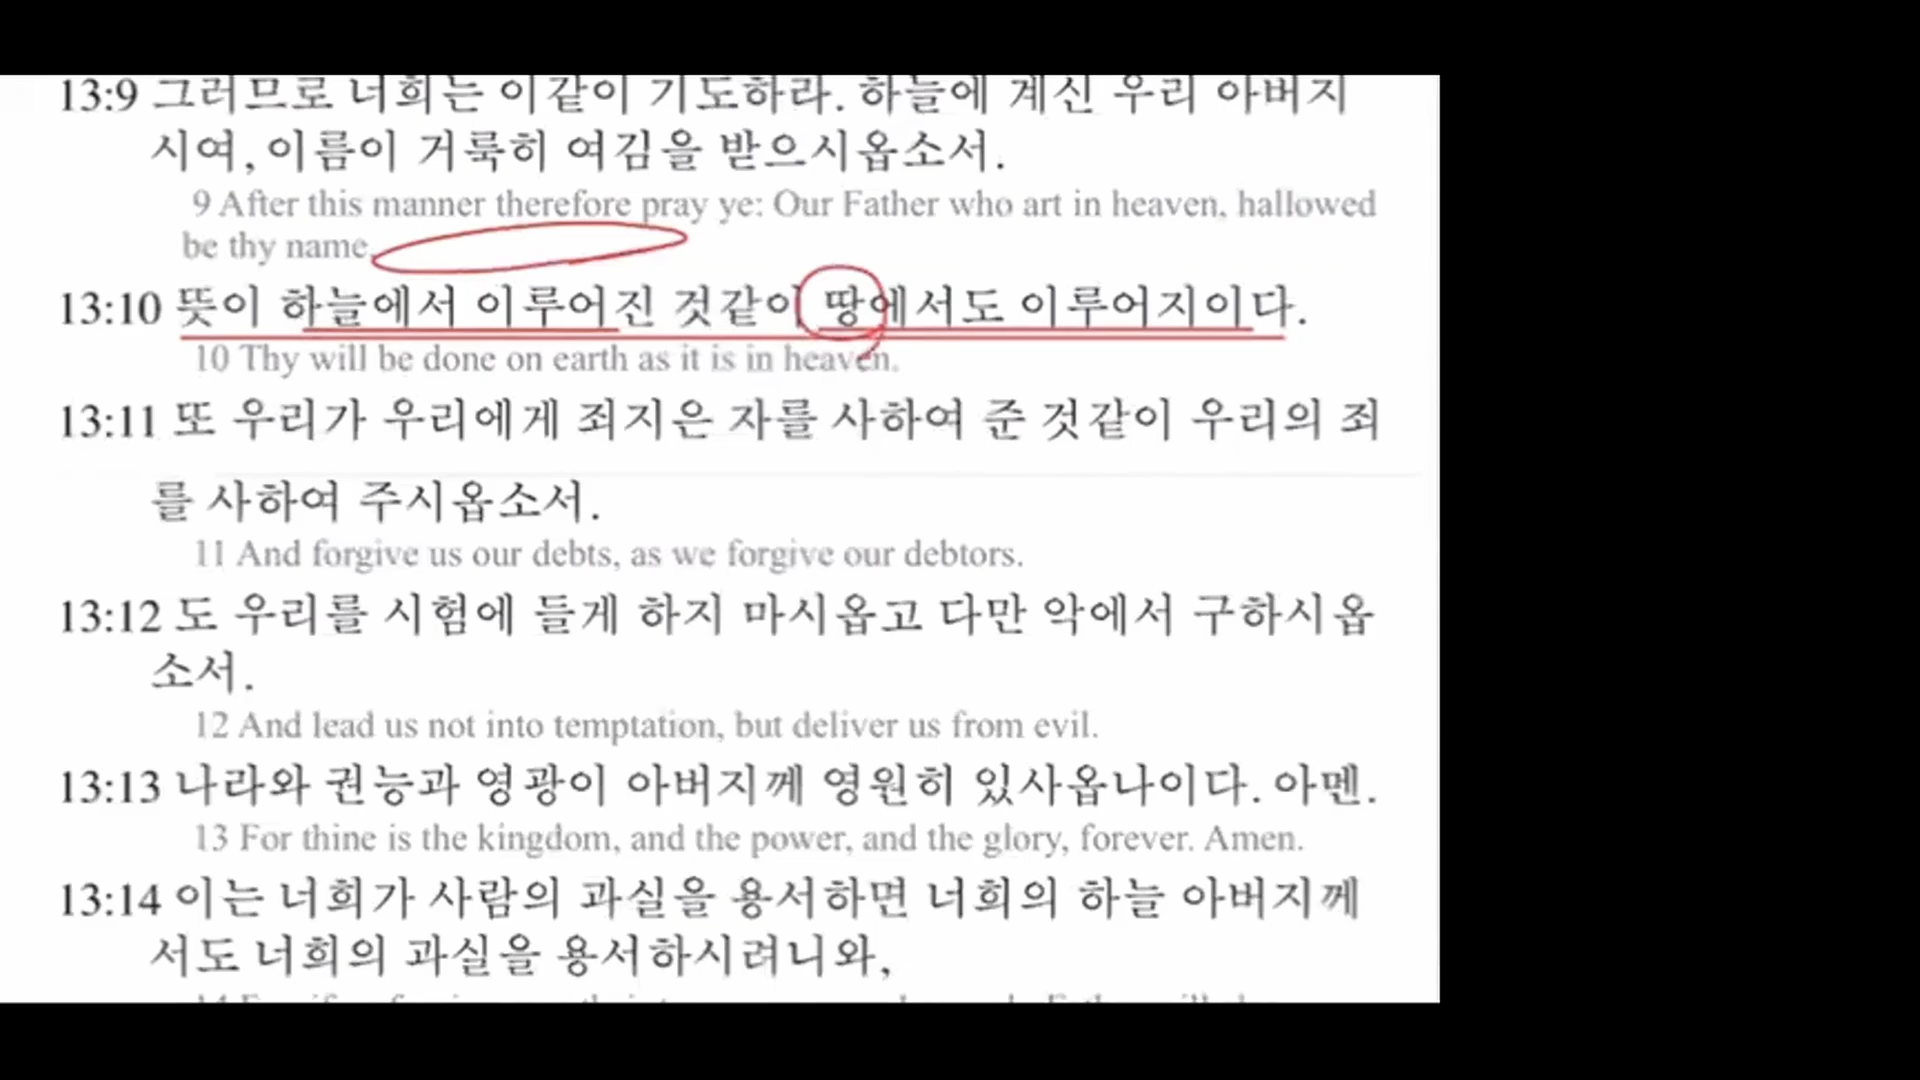 13:9 그러므로 너희는 이같이 기도하라. 하늘에 계신 우리 아버지
시여, 이름이 거룩히 여김을 받으시옵소서.
9 After this manner therefore pray ye: Our Father who art in heaven, hallowed
be thy name.
13:10 뜻이 하늘에서 이루어진 것같이 땅에서도 이루어지이다.
10 Thy will be done on earth as it is in heaven.
13:11 또 우리가 우리에게 죄지은 자를 사하여 준 것같이 우리의 죄
를 사하여 주시옵소서.
11 And forgive us our debts, as we forgive our debtors.
13:12 도 우리를 시험에 들게 하지 마시옵고 다만 악에서 구하시옵
소서.
12 And lead us not into temptation, but deliver us from evil.
13:13 나라와 권능과 영광이 아버지께 영원히 있사옵나이다. 아멘.
13 For thine is the kingdom, and the power, and the glory, forever. Amen.
13:14 이는 너희가 사람의 과실을 용서하면 너희의 하늘 아버지께
서도 너희의 과실을 용서하시려니와,